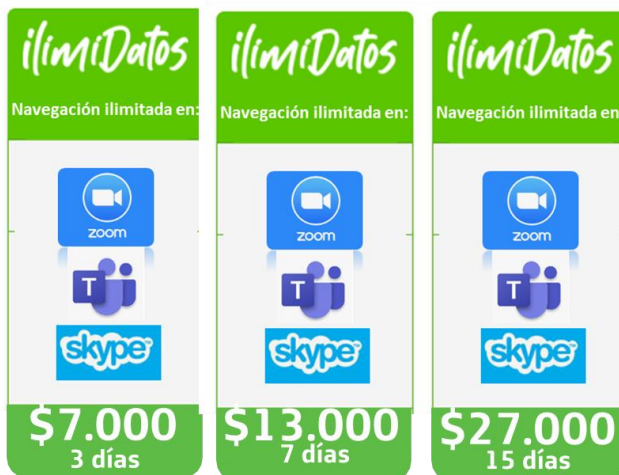 ilimiDatos
Navegación ilimitada en:
zoom
T
skype
$7.000
3 días
ilimiDatos
Navegación ilimitada en:
zoom
T
skype
$13.000
7 días
ilimiDatos
Navegación ilimitada en
zoom
T
skype
$27.000
15 días